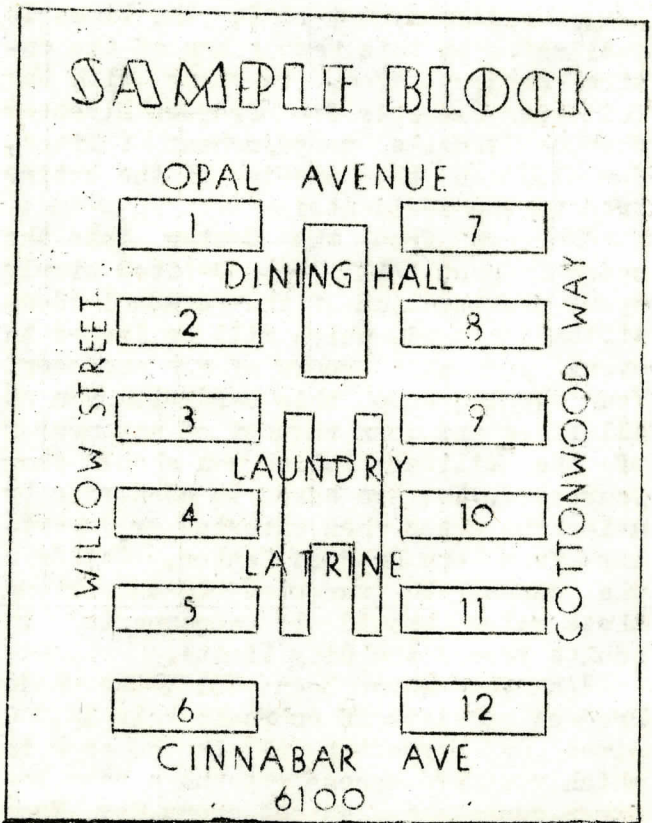 SAMPLE BLOCK
OPAL AVENUE
1
7
DINING HALL
2
8
WILLOW STREET
COTTONWOOD WAY
3
9
LAUNDRY
4
10
LATRINE
5
11
6
12
CINNABAR AVE
6100